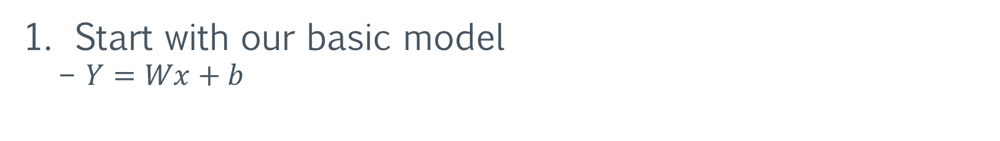 1. Start with our basic model
– Y = Wx + b